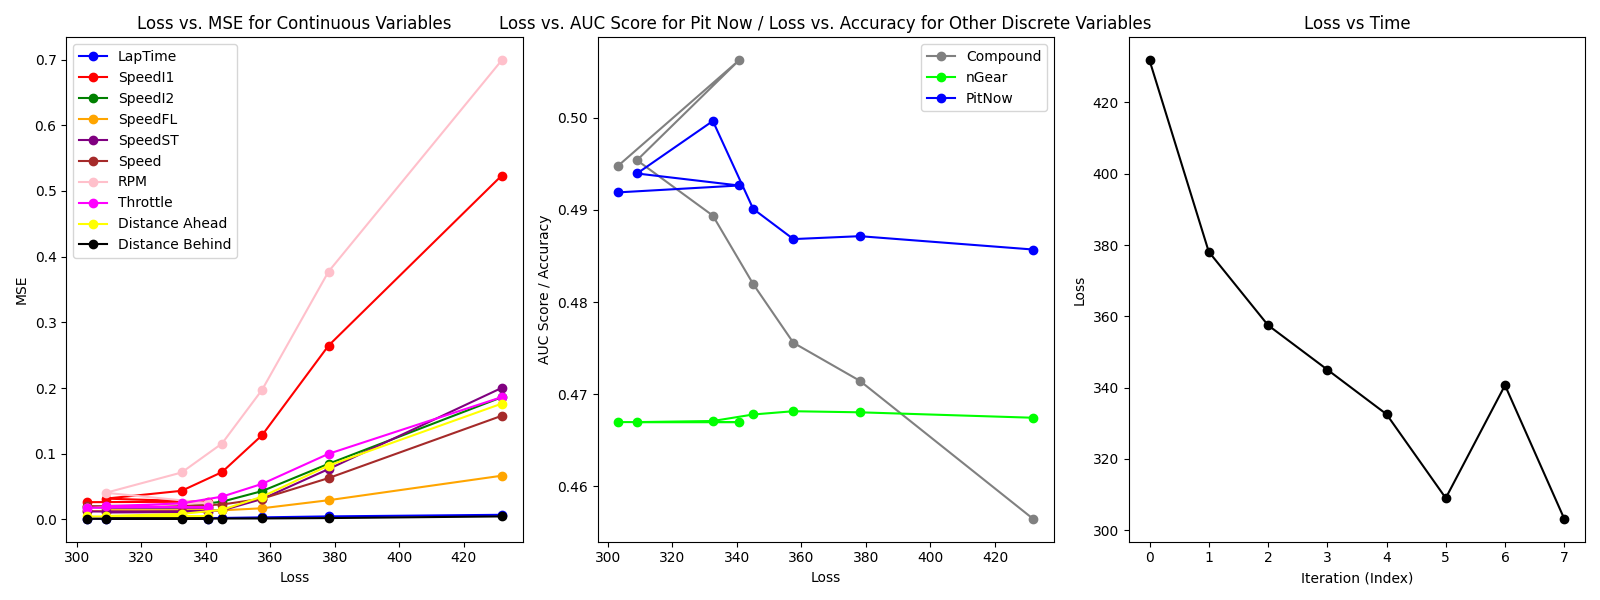 Loss vs. MSE for Continuous Variables
0.7
0.6
0.5
0.4
0.3
0.2
0.1
0.0
MSE
LapTime
SpeedI1
SpeedI2
SpeedFL
SpeedST
Speed
RPM
Throttle
Distance Ahead
Distance Behind
300 320 340 360 380 400 420
Loss
Loss vs. AUC Score for Pit Now / Loss vs. Accuracy for Other Discrete Variables
0.50
0.49
0.48
0.47
0.46
AUC Score / Accuracy
Compound
nGear
PitNow
300 320 340 360 380 400 420
Loss
Loss vs Time
420
400
380
360
340
320
300
Loss
0 1 2 3 4 5 6 7
Iteration (Index)